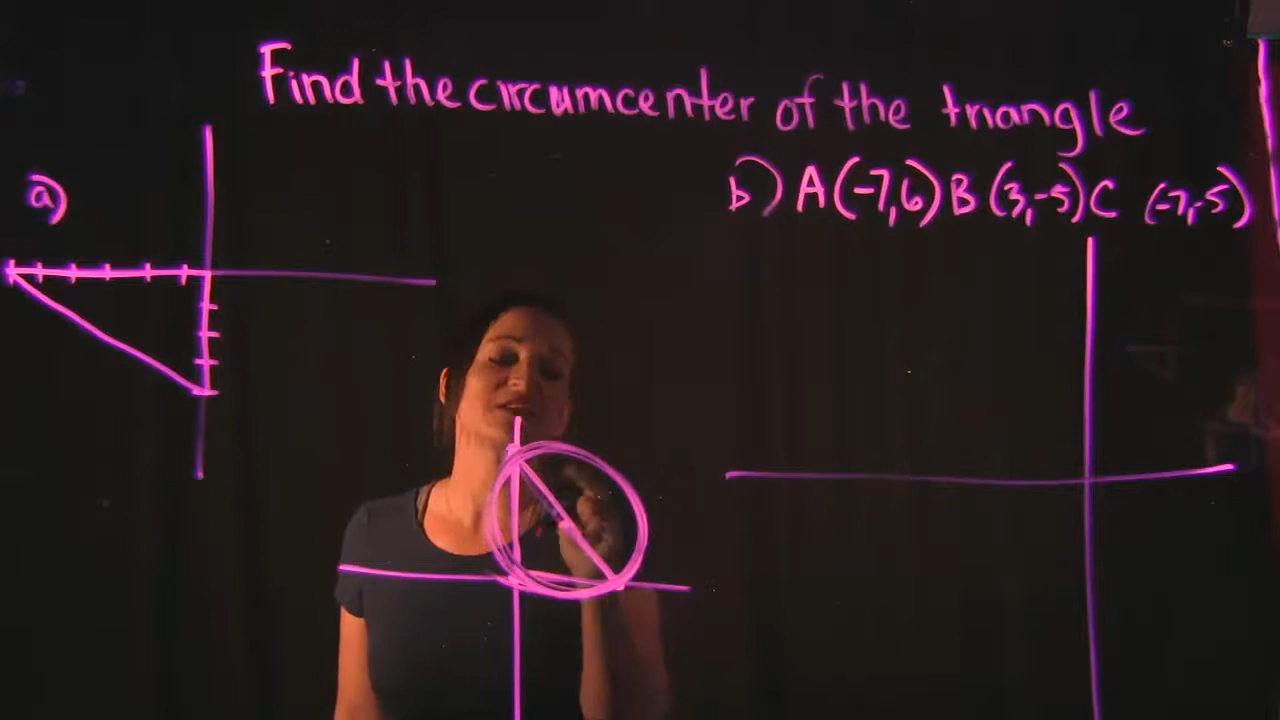 Find the circumcenter of the triangle
a)
b) A(-7,6) B (3,-5) C (-7,-5)